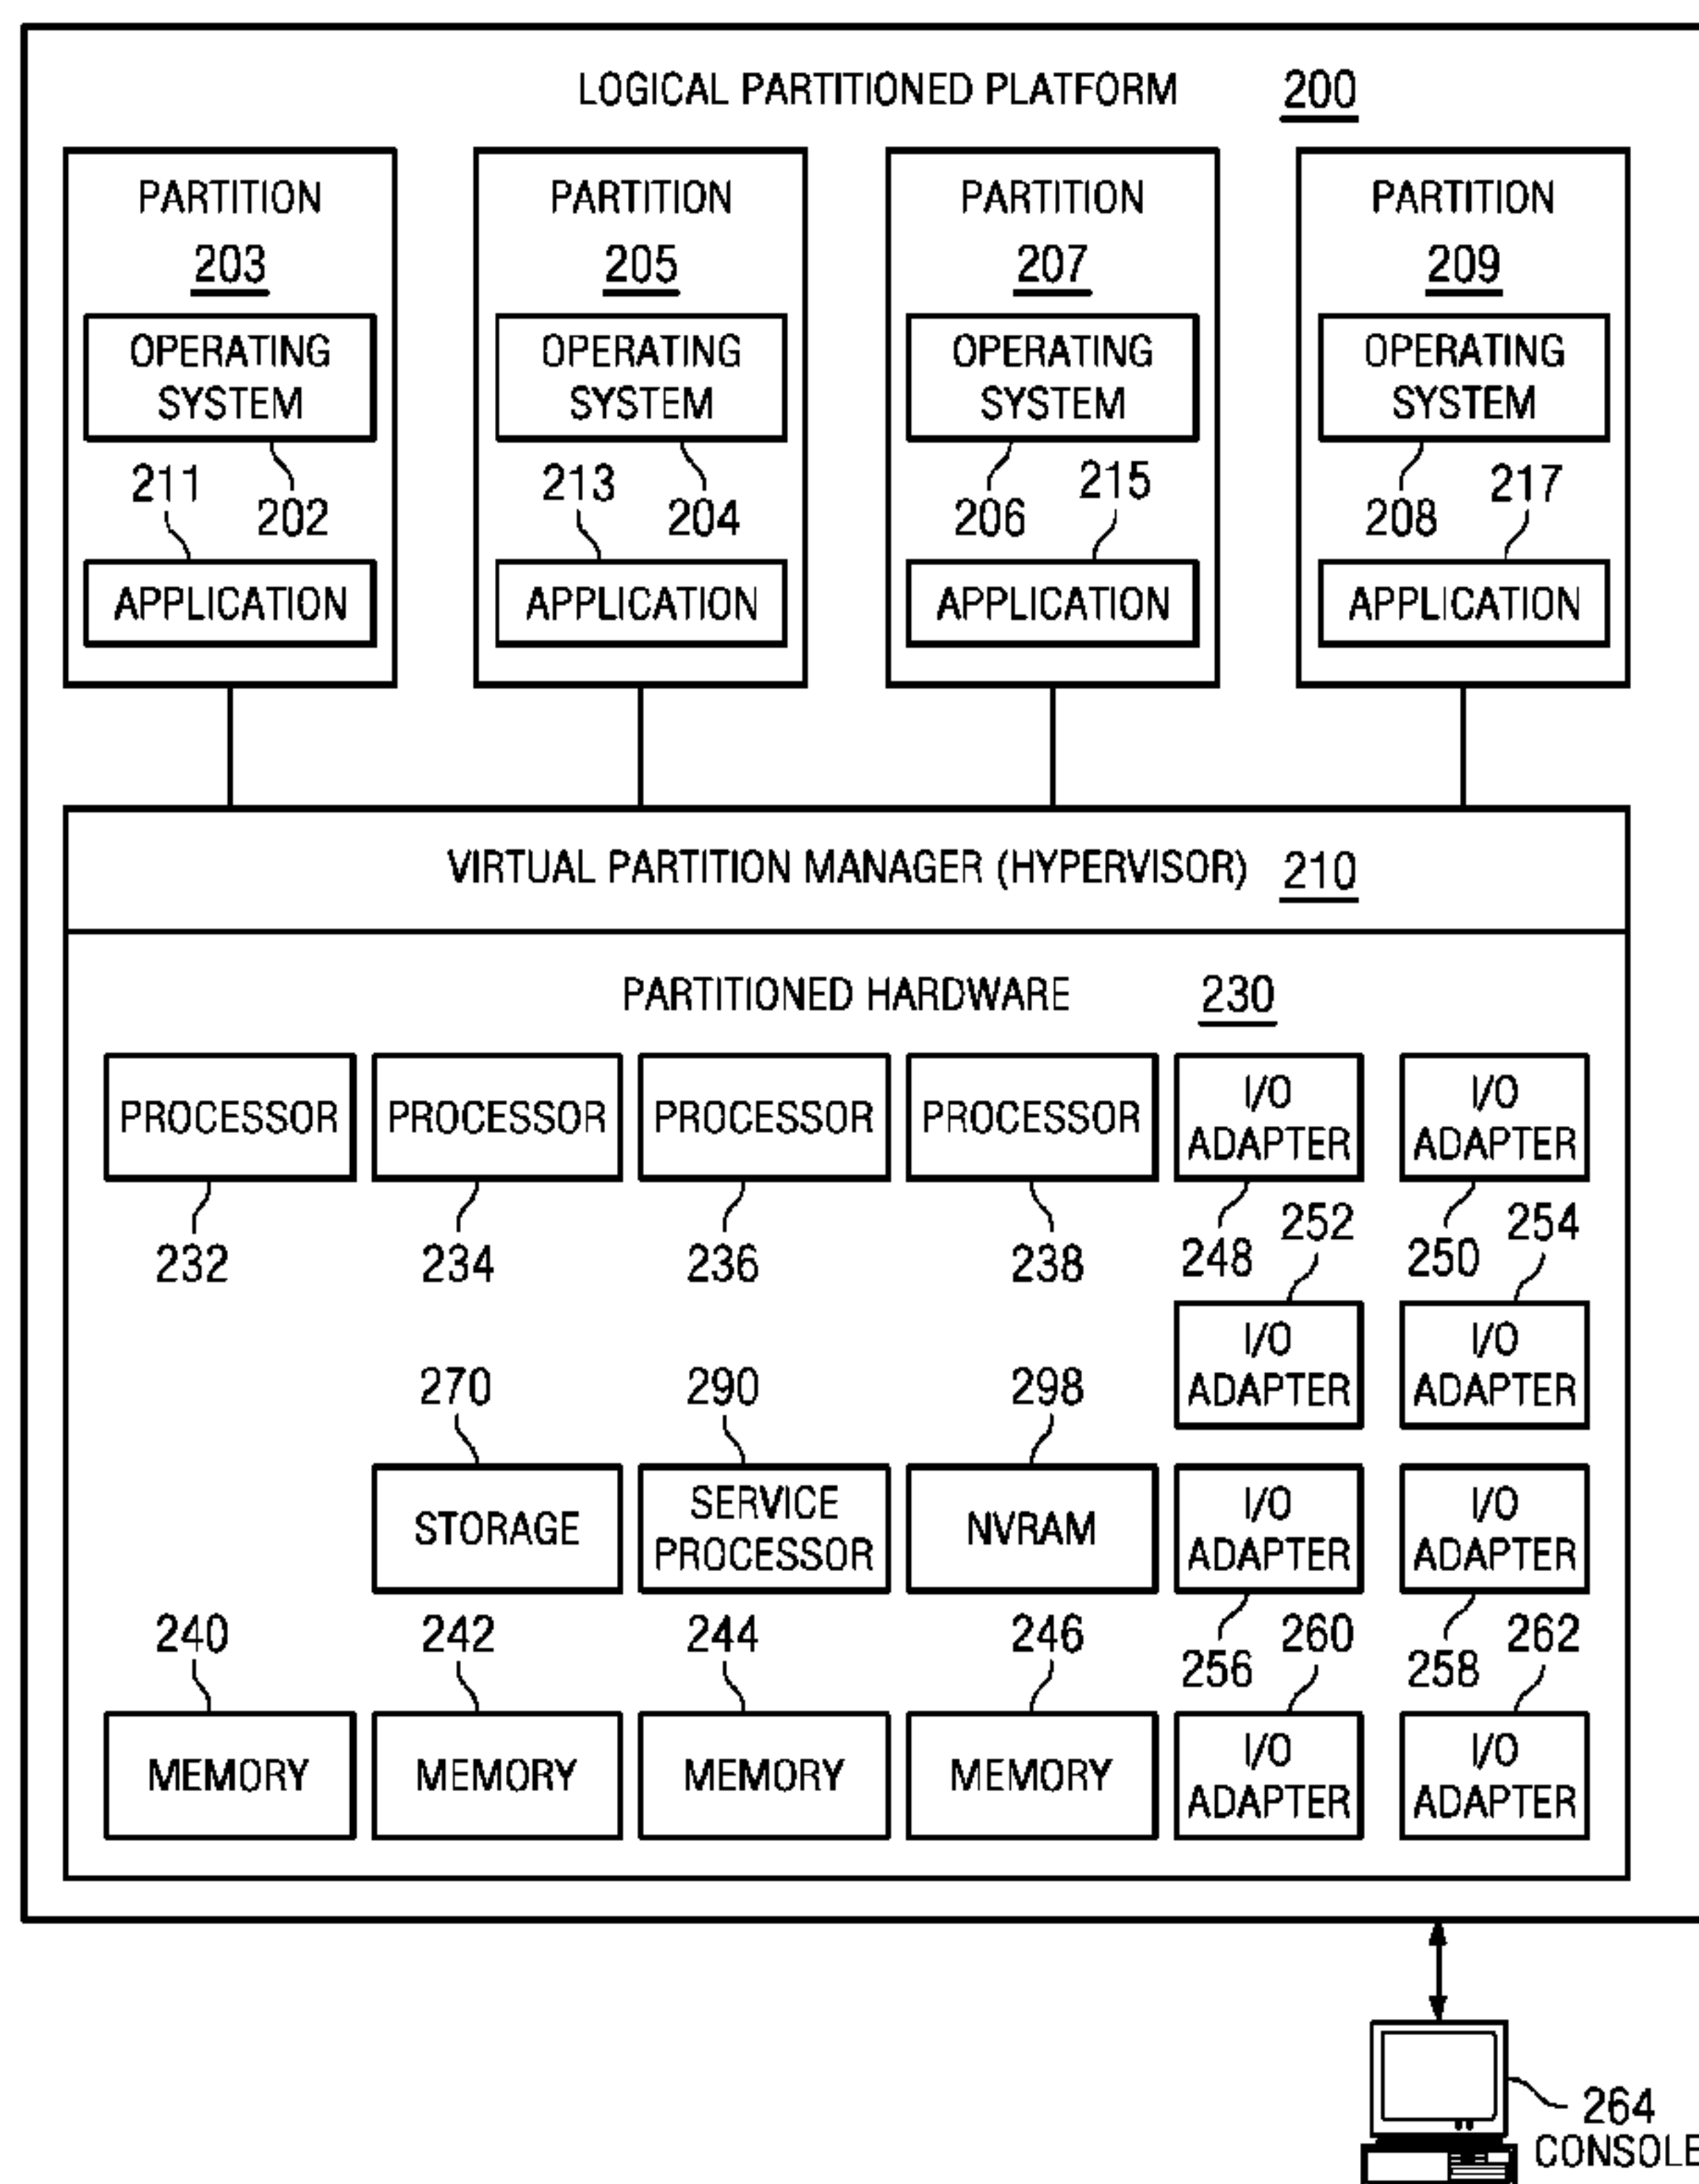 LOGICAL PARTITIONED PLATFORM 200
PARTITION PARTITION PARTITION PARTITION
203 205 207 209
OPERATING OPERATING OPERATING OPERATING
SYSTEM SYSTEM SYSTEM SYSTEM
211 213 215 217
202 204 206 208
APPLICATION APPLICATION APPLICATION APPLICATION
VIRTUAL PARTITION MANAGER (HYPERVISOR) 210
PARTITIONED HARDWARE 230
I/O I/O
PROCESSOR PROCESSOR PROCESSOR PROCESSOR
ADAPTER ADAPTER
252 254
232 234 236 238 248 250
I/O I/O
270 290 298 ADAPTER ADAPTER
SERVICE I/O I/O
STORAGE NVRAM
PROCESSOR ADAPTER ADAPTER
240 242 244 246 260 262
256 258
I/O I/O
MEMORY MEMORY MEMORY MEMORY
ADAPTER ADAPTER
264
CONSOLE